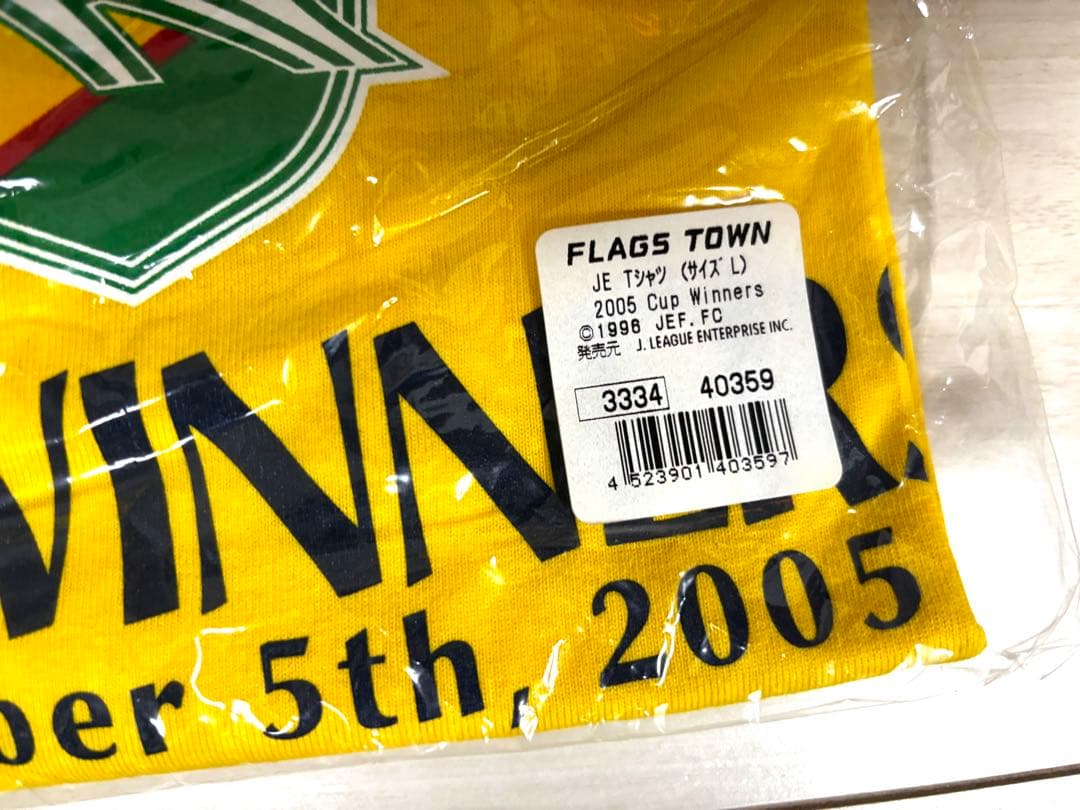 FLAGS TOWN
JE Tｼｬﾂ (ｻｲｽﾞ L)
2005 Cup Winners
©1996 JEF. FC
発売元 J. LEAGUE ENTERPRISE INC.
3334 40359
4 523901 403597
WINNERS
ber 5th, 2005